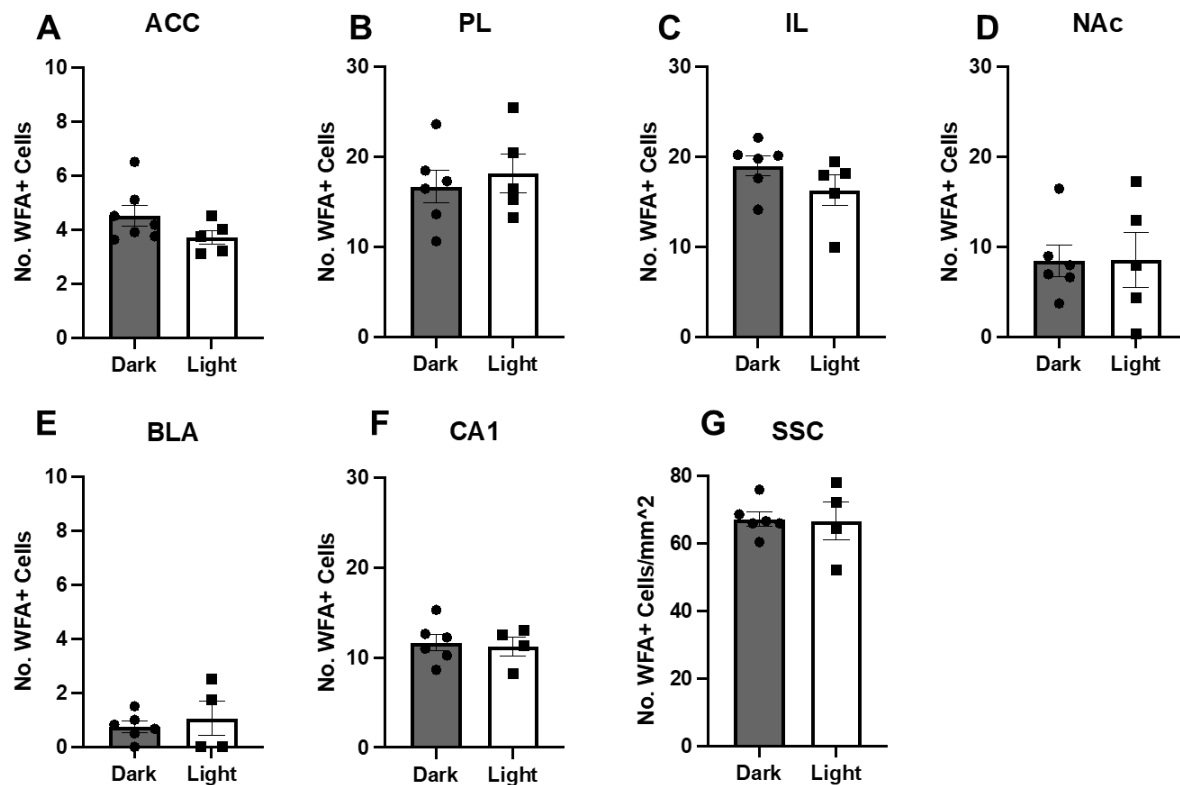 A
ACC
No. WFA+ Cells
10
8
6
4
2
0
Dark
Light
B
PL
No. WFA+ Cells
30
20
10
0
Dark
Light
C
IL
No. WFA+ Cells
30
20
10
0
Dark
Light
D
NAc
No. WFA+ Cells
30
20
10
0
Dark
Light
E
BLA
No. WFA+ Cells
10
8
6
4
2
0
Dark
Light
F
CA1
No. WFA+ Cells
30
20
10
0
Dark
Light
G
SSC
No. WFA+ Cells/mm^2
80
60
40
20
0
Dark
Light